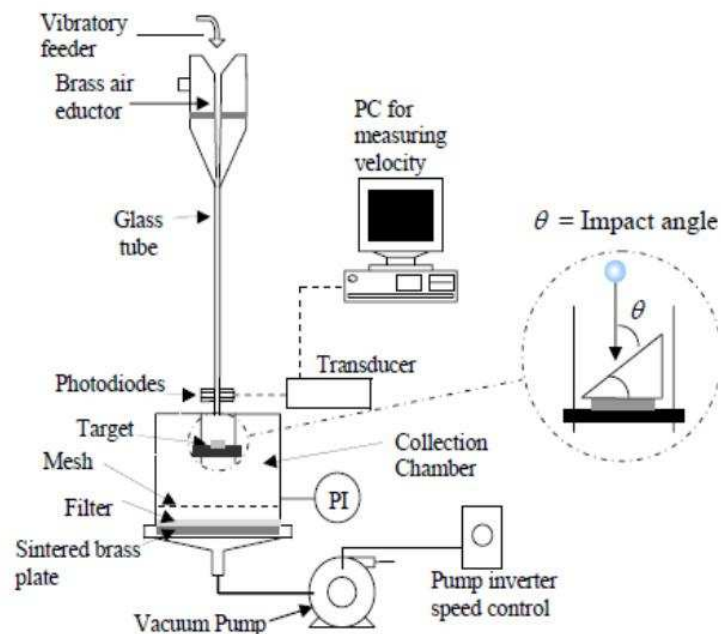 Vibratory
feeder
Brass air
eductor
PC for
measuring
velocity
Glass
tube
θ = Impact angle
θ
Transducer
Photodiodes
Target
Collection
Chamber
Mesh
Filter
PI
Sintered brass
plate
Pump inverter
speed control
Vacuum Pump